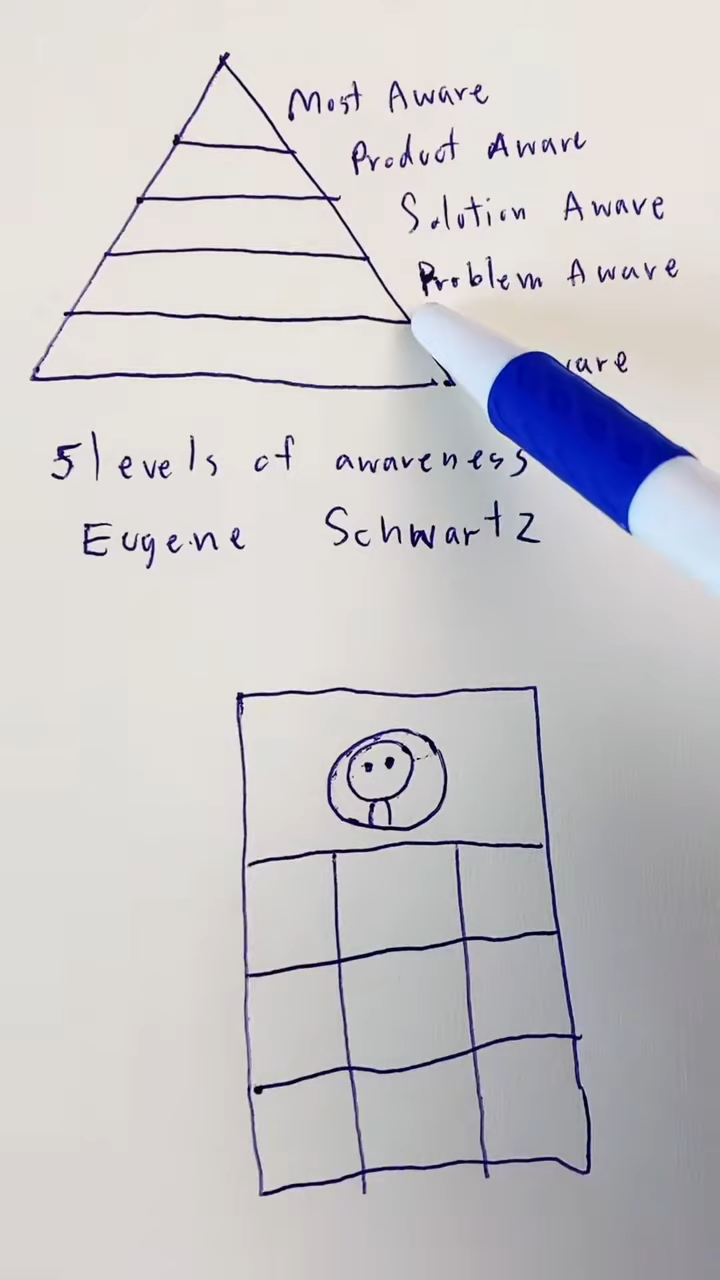 Most Aware
Product Aware
Solution Aware
Problem Aware
5 levels of awareness
Eugene Schwartz